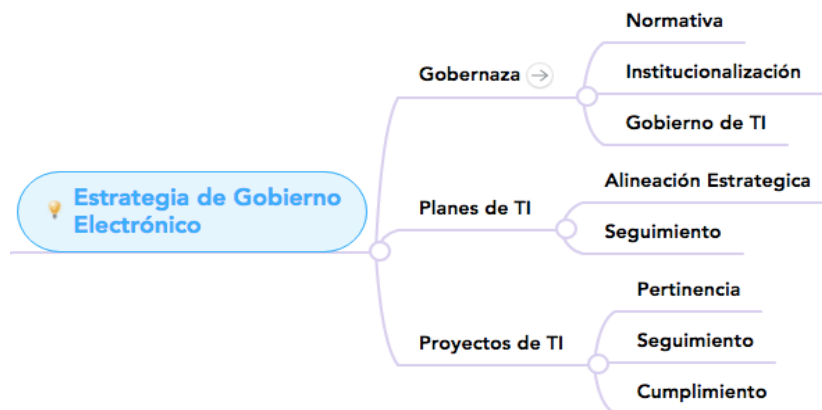 Estrategia de Gobierno
Electrónico
Gobernaza
Normativa
Institucionalización
Gobierno de TI
Planes de TI
Alineación Estrategica
Seguimiento
Proyectos de TI
Pertinencia
Seguimiento
Cumplimiento